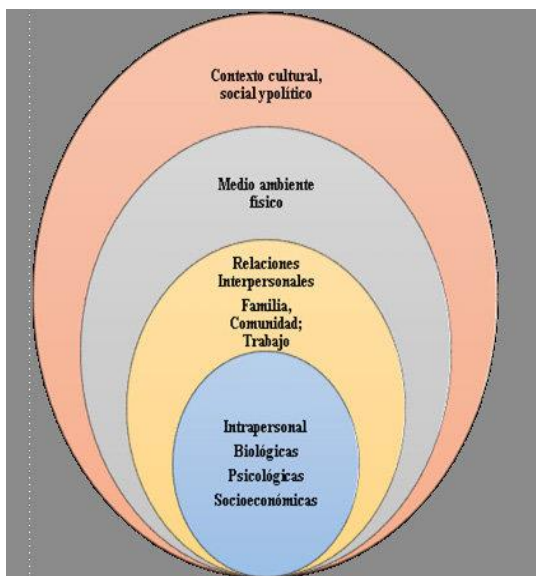 Contexto cultural,
social ypolítico
Medio ambiente
físico
Relaciones
Interpersonales
Familia,
Comunidad;
Trabajo
Intrapersonal
Biológicas
Psicológicas
Socioeconómicas